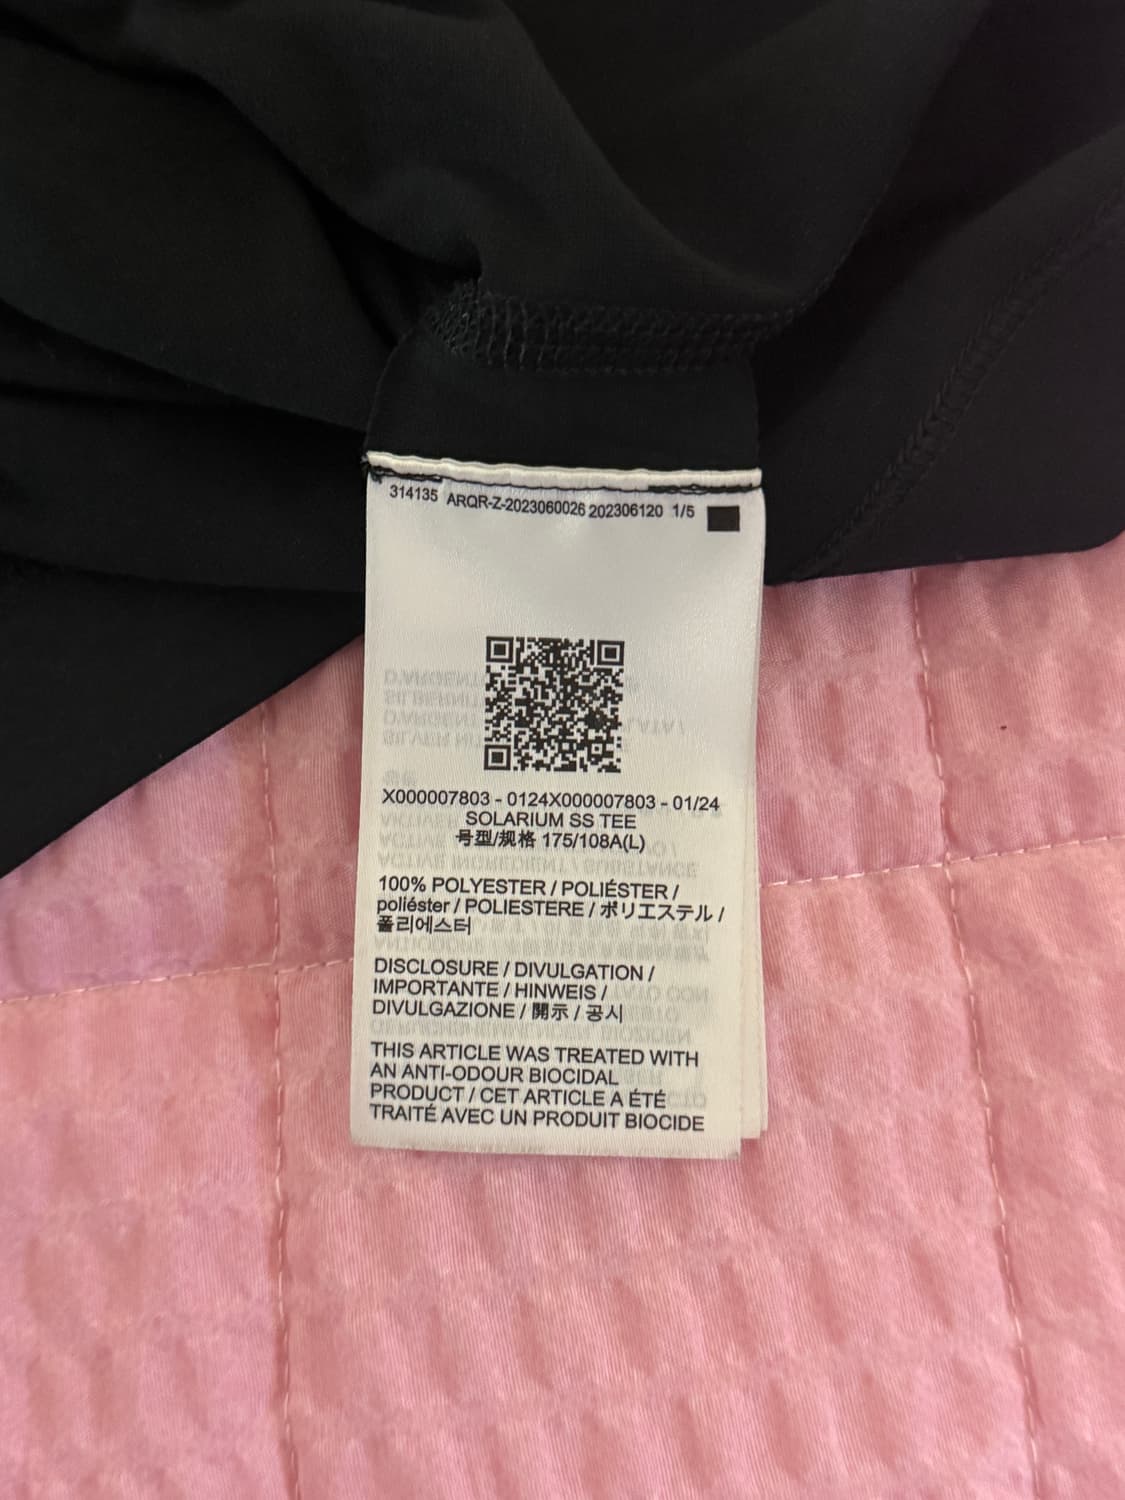 314135 ARQR-Z-2023060026 202306120 1/5
X000007803 - 0124X000007803 - 01/24
SOLARIUM SS TEE
号型/规格 175/108A(L)
100% POLYESTER / POLIÉSTER /
poliéster / POLIESTERE / ポリエステル /
폴리에스터
DISCLOSURE / DIVULGATION /
IMPORTANTE / HINWEIS /
DIVULGAZIONE / 開示 / 공시
THIS ARTICLE WAS TREATED WITH
AN ANTI-ODOUR BIOCIDAL
PRODUCT / CET ARTICLE A ÉTÉ
TRAITÉ AVEC UN PRODUIT BIOCIDE